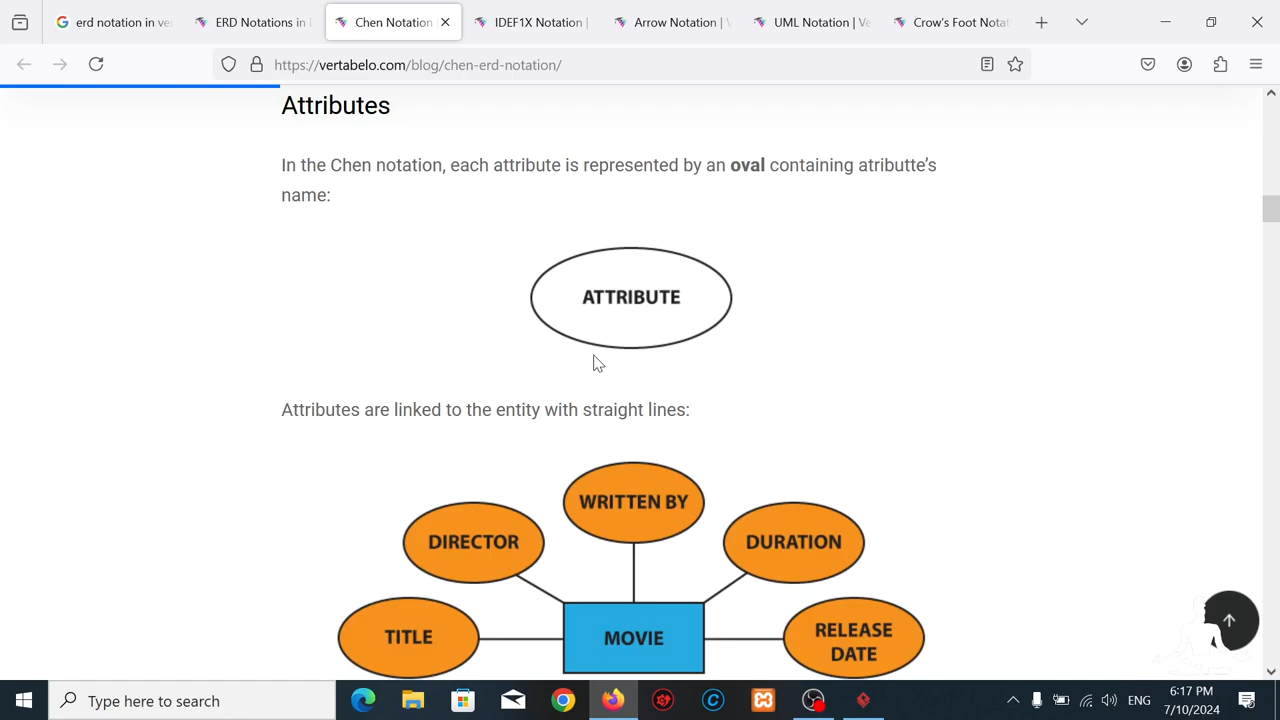 erd notation in ve
ERD Notations in
Chen Notation
IDEF1X Notation |
Arrow Notation | V
UML Notation | Ve
Crow's Foot Notat
https://vertabelo.com/blog/chen-erd-notation/
Attributes
In the Chen notation, each attribute is represented by an oval containing atributte's
name:
ATTRIBUTE
Attributes are linked to the entity with straight lines:
WRITTEN BY
DIRECTOR
DURATION
TITLE
MOVIE
RELEASE
DATE
Type here to search
ENG
6:17 PM
7/10/2024